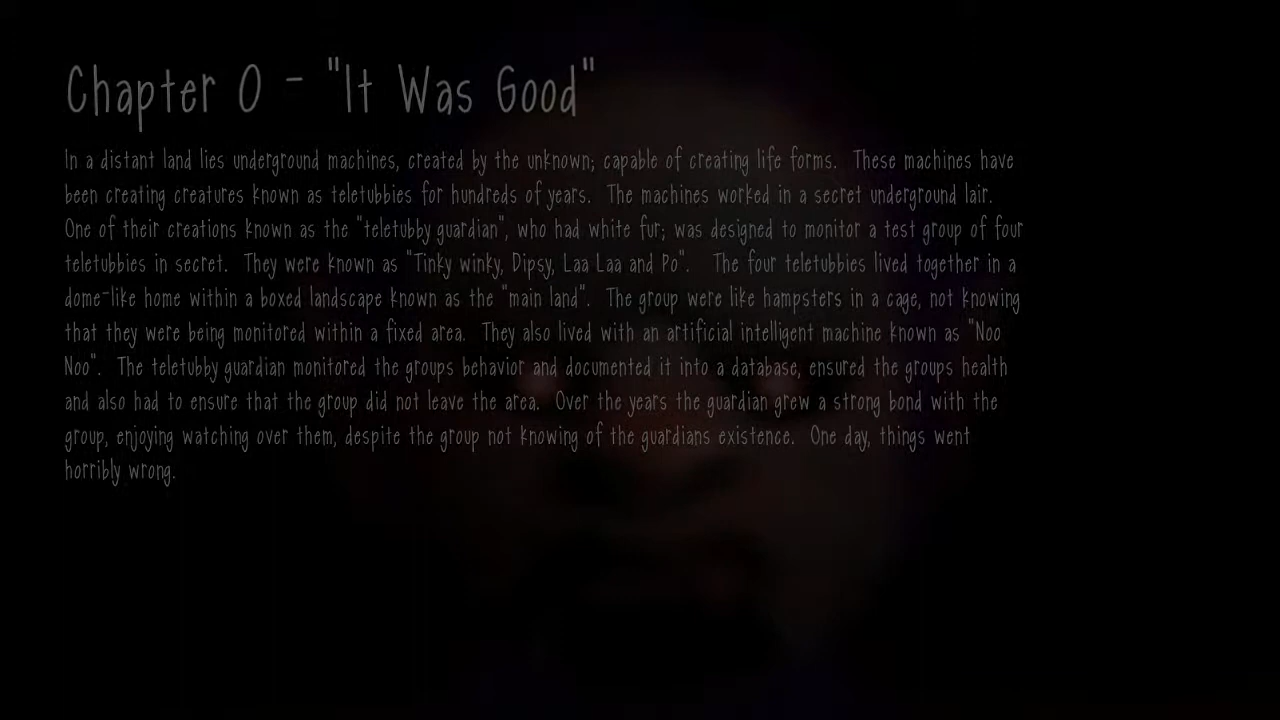 Chapter 0 - "It Was Good"
In a distant land lies underground machines, created by the unknown; capable of creating life forms.  These machines have
been creating creatures known as teletubbies for hundreds of years.  The machines worked in a secret underground lair.
One of their creations known as the "teletubby guardian", who had white fur; was designed to monitor a test group of four
teletubbies in secret.  They were known as "Tinky winky, Dipsy, Laa Laa and Po".   The four teletubbies lived together in a
dome-like home within a boxed landscape known as the "main land".  The group were like hampsters in a cage, not knowing
that they were being monitored within a fixed area.  They also lived with an artificial intelligent machine known as "Noo
Noo".  The teletubby guardian monitored the groups behavior and documented it into a database, ensured the groups health
and also had to ensure that the group did not leave the area.  Over the years the guardian grew a strong bond with the
group, enjoying watching over them, despite the group not knowing of the guardians existence.  One day, things went
horribly wrong.